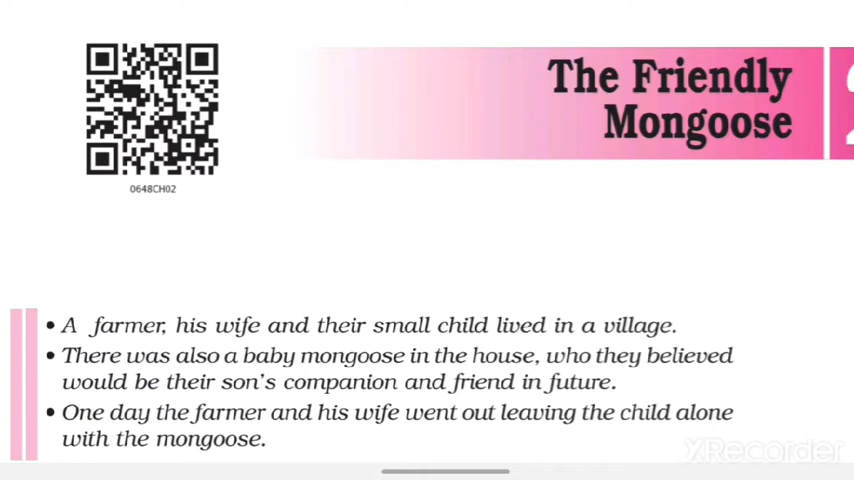 The Friendly
Mongoose
0648CH02
• A farmer, his wife and their small child lived in a village.
• There was also a baby mongoose in the house, who they believed
would be their son's companion and friend in future.
• One day the farmer and his wife went out leaving the child alone
with the mongoose.
XRecorder